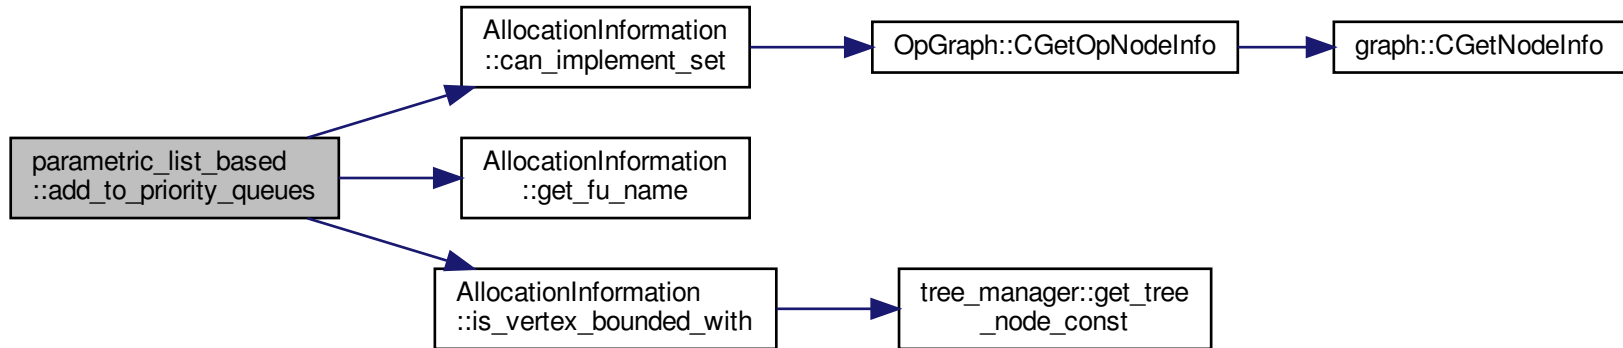 AllocationInformation
::can_implement_set
OpGraph::CGetOpNodeInfo
graph::CGetNodeInfo
parametric_list_based
::add_to_priority_queues
AllocationInformation
::get_fu_name
AllocationInformation
::is_vertex_bounded_with
tree_manager::get_tree
_node_const